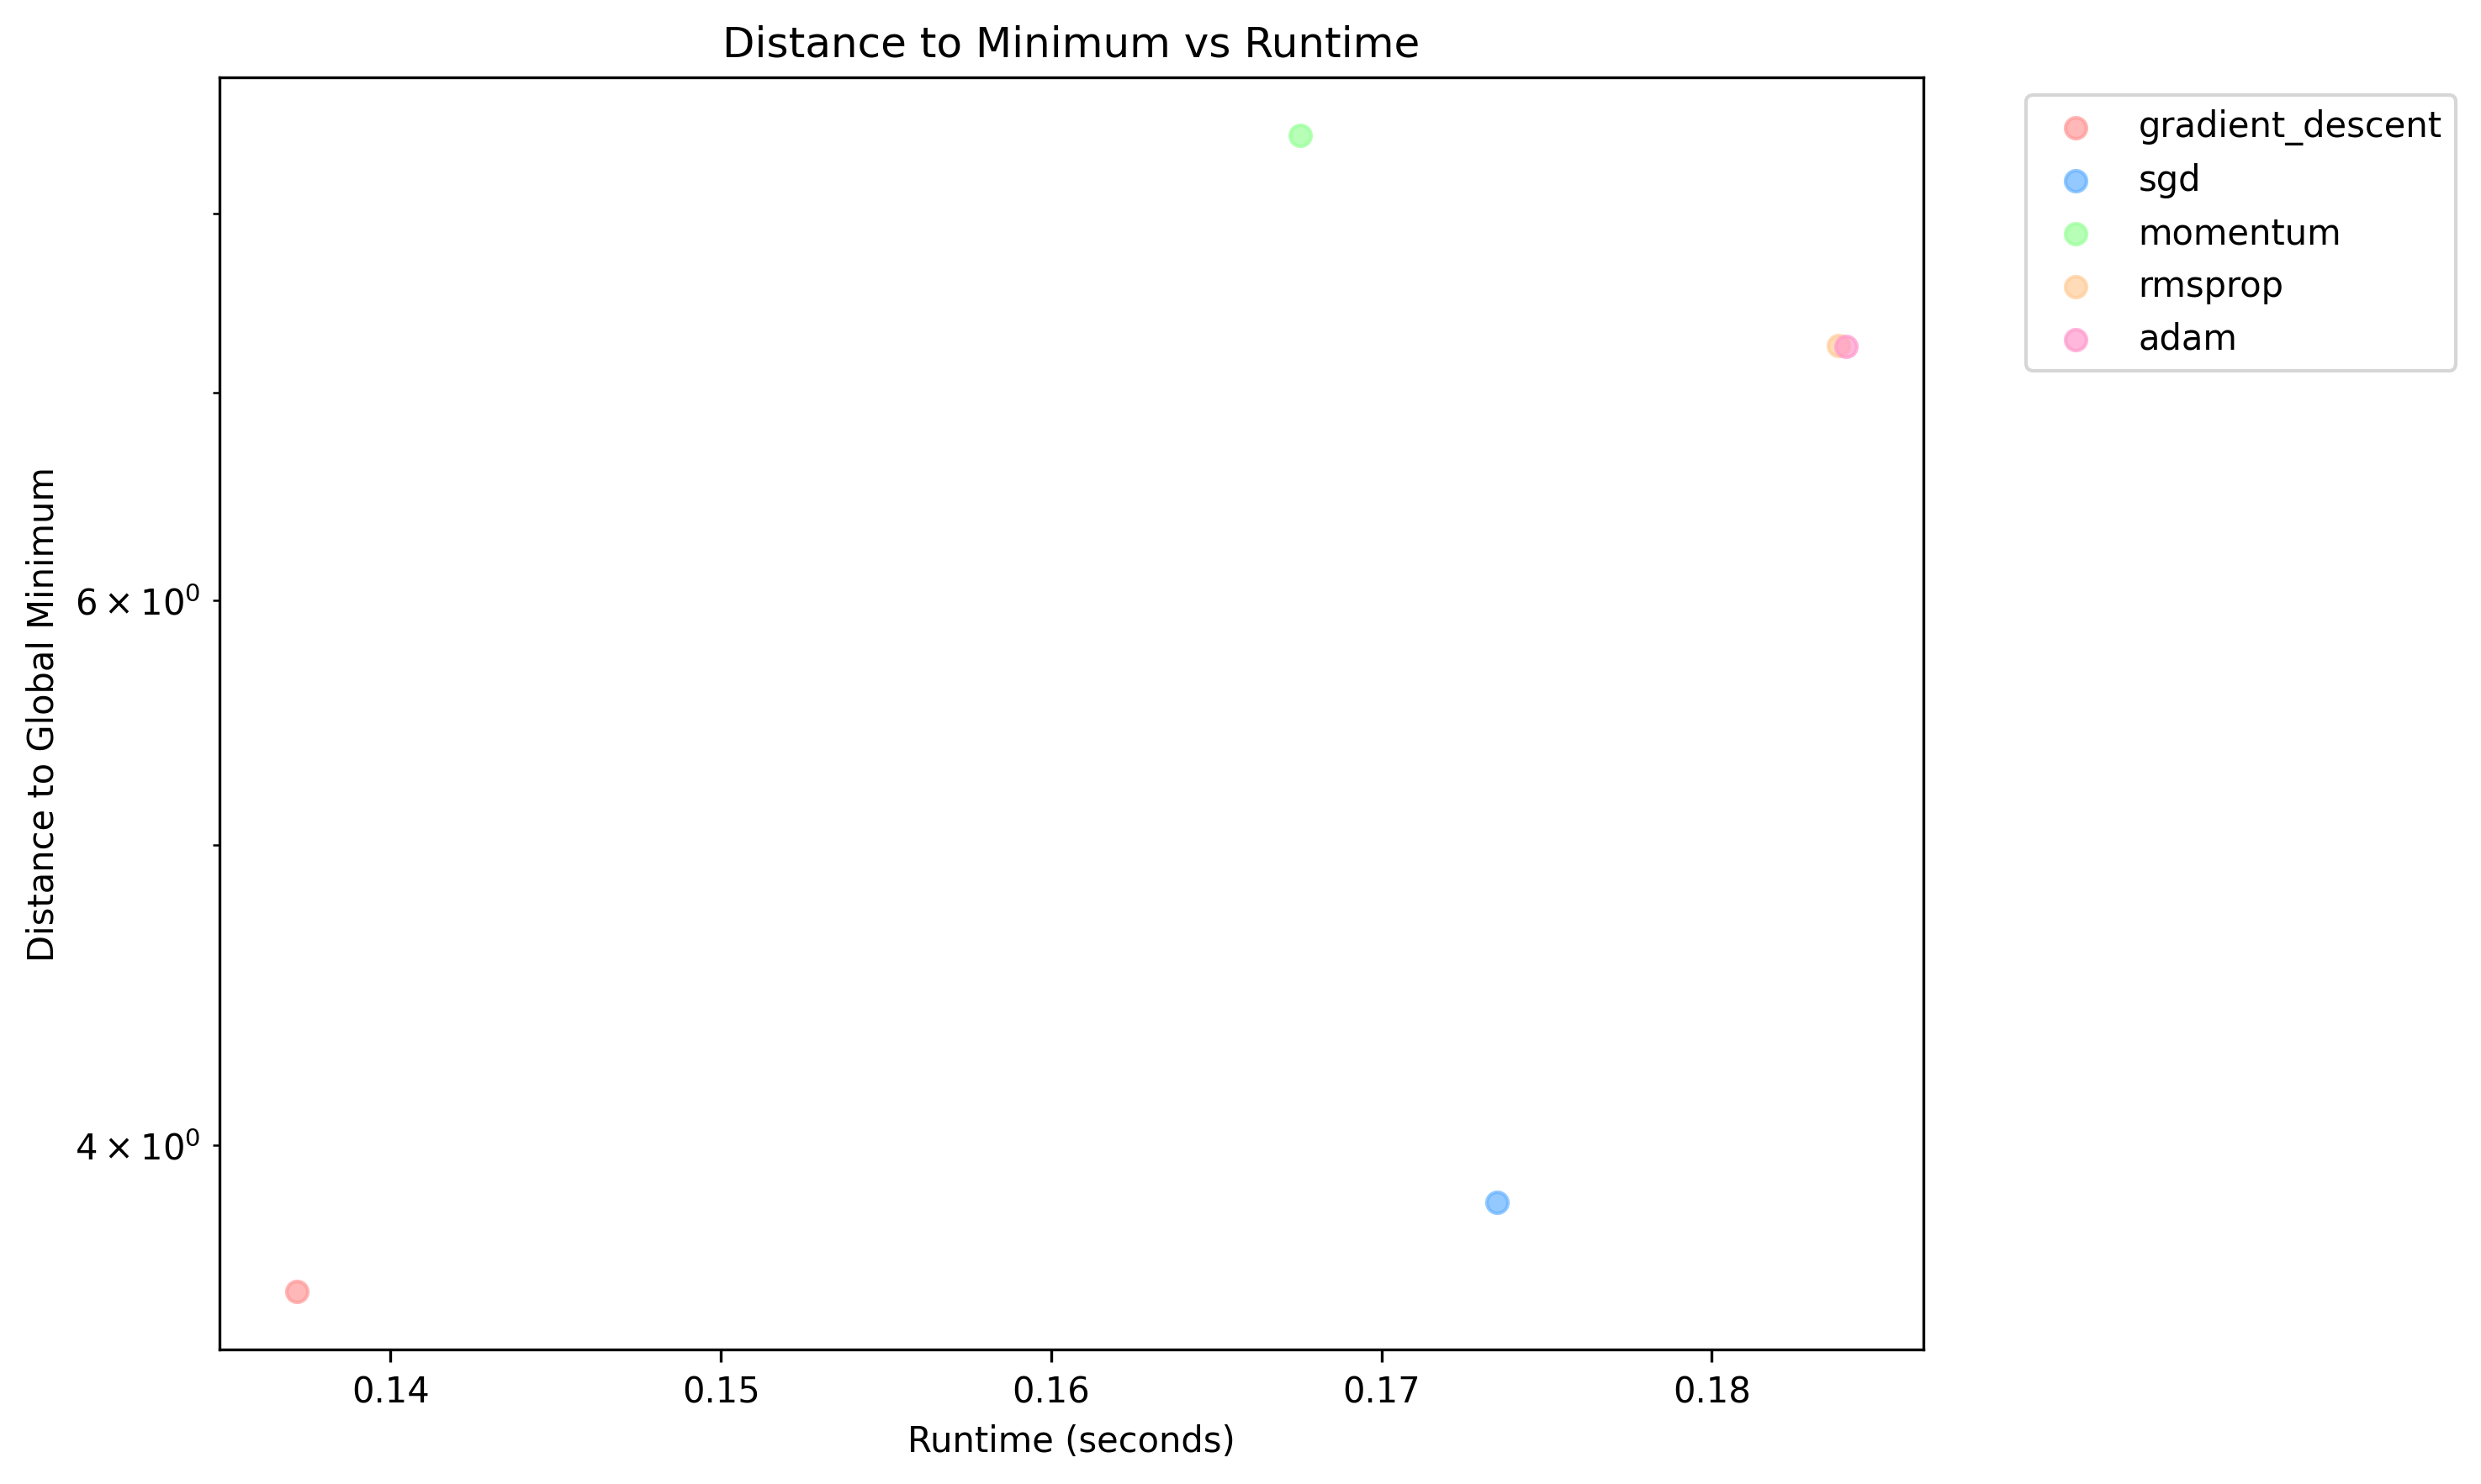 Distance to Minimum vs Runtime
Distance to Global Minimum
6 × 10⁰
4 × 10⁰
0.14 0.15 0.16 0.17 0.18
Runtime (seconds)
gradient_descent
sgd
momentum
rmsprop
adam